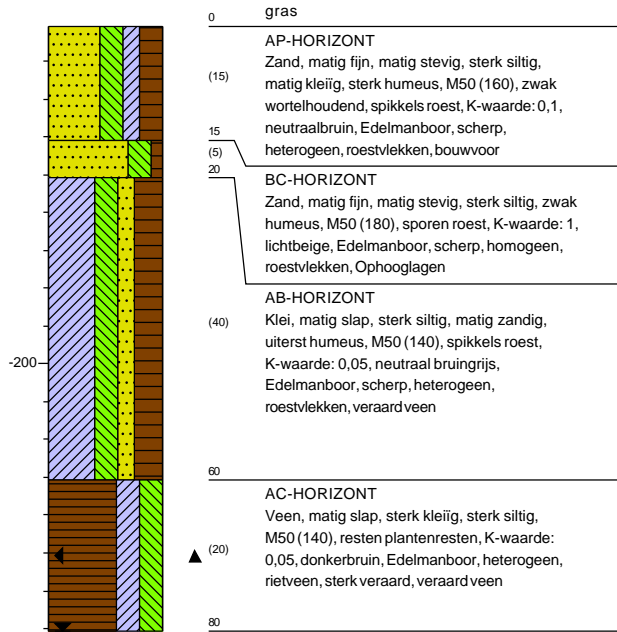 0 gras
AP-HORIZONT
Zand, matig fijn, matig stevig, sterk siltig,
(15) matig kleiïg, sterk humeus, M50 (160), zwak
wortelhoudend, spikkels roest, K-waarde: 0,1,
neutraalbruin, Edelmanboor, scherp,
15 heterogeen, roestvlekken, bouwvoor
(5)
20 BC-HORIZONT
Zand, matig fijn, matig stevig, sterk siltig, zwak
humeus, M50 (180), sporen roest, K-waarde: 1,
lichtbeige, Edelmanboor, scherp, homogeen,
roestvlekken, Ophooglagen
AB-HORIZONT
(40) Klei, matig slap, sterk siltig, matig zandig,
uiterst humeus, M50 (140), spikkels roest,
-200 K-waarde: 0,05, neutraal bruingrijs,
Edelmanboor, scherp, heterogeen,
roestvlekken, veraard veen
60
AC-HORIZONT
Veen, matig slap, sterk kleiïg, sterk siltig,
M50 (140), resten plantenresten, K-waarde:
(20) 0,05, donkerbruin, Edelmanboor, heterogeen,
rietveen, sterk veraard, veraard veen
80